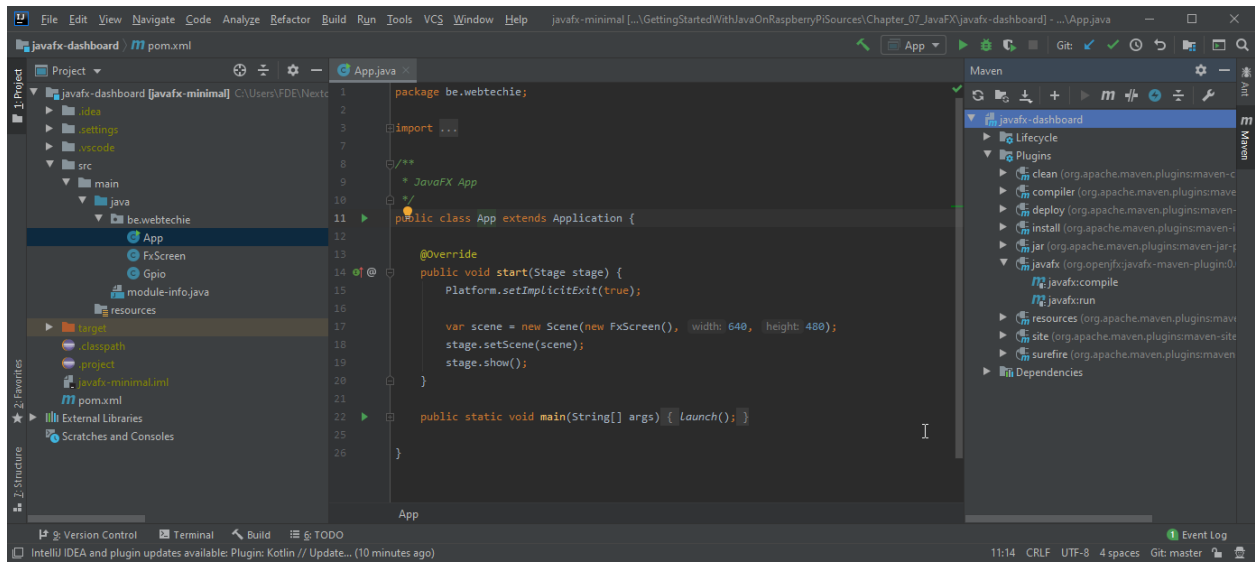 File Edit View Navigate Code Analyze Refactor Build Run Tools VCS Window Help javafx-minimal [...\GettingStartedWithJavaOnRaspberryPiSources\Chapter_07_JavaFX\javafx-dashboard] - ...\App.java
javafx-dashboard pom.xml
App
Git:
1: Project
2: Favorites
7: Structure
Project
javafx-dashboard [javafx-minimal] C:\Users\FDE\Nextc
.idea
.settings
.vscode
src
main
java
be.webtechie
App
FxScreen
Gpio
module-info.java
resources
target
.classpath
.project
javafx-minimal.iml
pom.xml
External Libraries
Scratches and Consoles
App.java
1 package be.webtechie;
2
3 import ...
7
8 /**
9 * JavaFX App
10 */
11 public class App extends Application {
12
13 @Override
14 @ public void start(Stage stage) {
15 Platform.setImplicitExit(true);
16
17 var scene = new Scene(new FxScreen(), width: 640, height: 480);
18 stage.setScene(scene);
19 stage.show();
20 }
21
22 public static void main(String[] args) { launch(); }
25
26 }
App
Maven
javafx-dashboard
Lifecycle
Plugins
clean (org.apache.maven.plugins:maven-c
compiler (org.apache.maven.plugins:mave
deploy (org.apache.maven.plugins:maven-
install (org.apache.maven.plugins:maven-i
jar (org.apache.maven.plugins:maven-jar-p
javafx (org.openjfx:javafx-maven-plugin:0.
javafx:compile
javafx:run
resources (org.apache.maven.plugins:mave
site (org.apache.maven.plugins:maven-site
surefire (org.apache.maven.plugins:maven
Dependencies
Ant
Maven
9: Version Control Terminal Build 6: TODO
1 Event Log
IntelliJ IDEA and plugin updates available: Plugin: Kotlin // Update... (10 minutes ago)
11:14 CRLF UTF-8 4 spaces Git: master